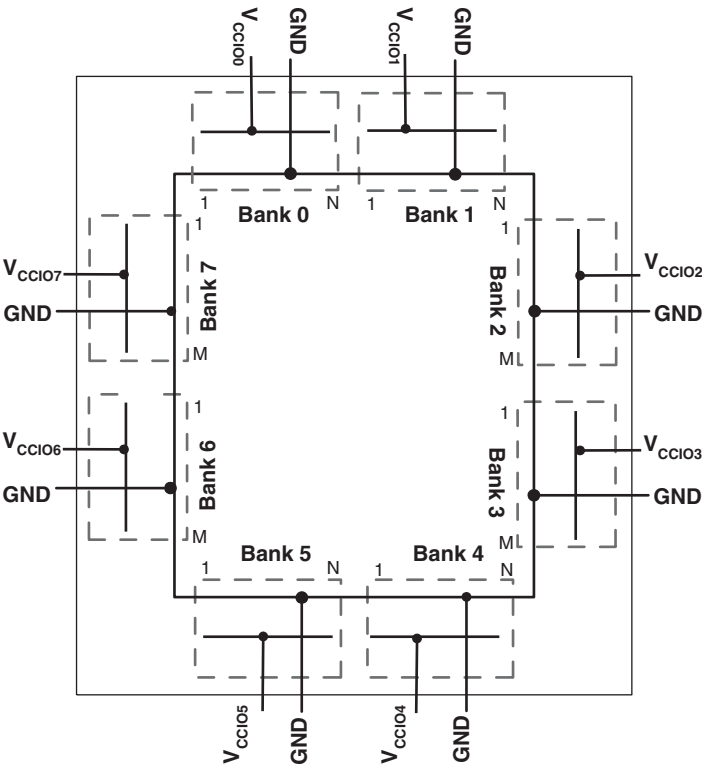 VCCIO0
GND
VCCIO1
GND
1
Bank 0
N
1
Bank 1
N
1
Bank 7
M
VCCIO7
GND
1
Bank 2
M
VCCIO2
GND
1
Bank 6
M
VCCIO6
GND
1
Bank 3
M
VCCIO3
GND
Bank 5
1
N
Bank 4
1
N
VCCIO5
GND
VCCIO4
GND